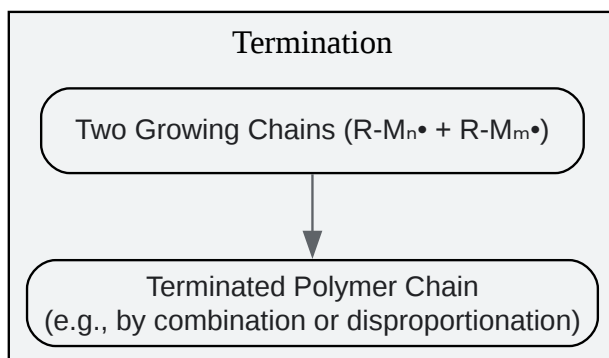 Termination
Two Growing Chains (R-Mₙ• + R-Mₘ•)
Terminated Polymer Chain
(e.g., by combination or disproportionation)